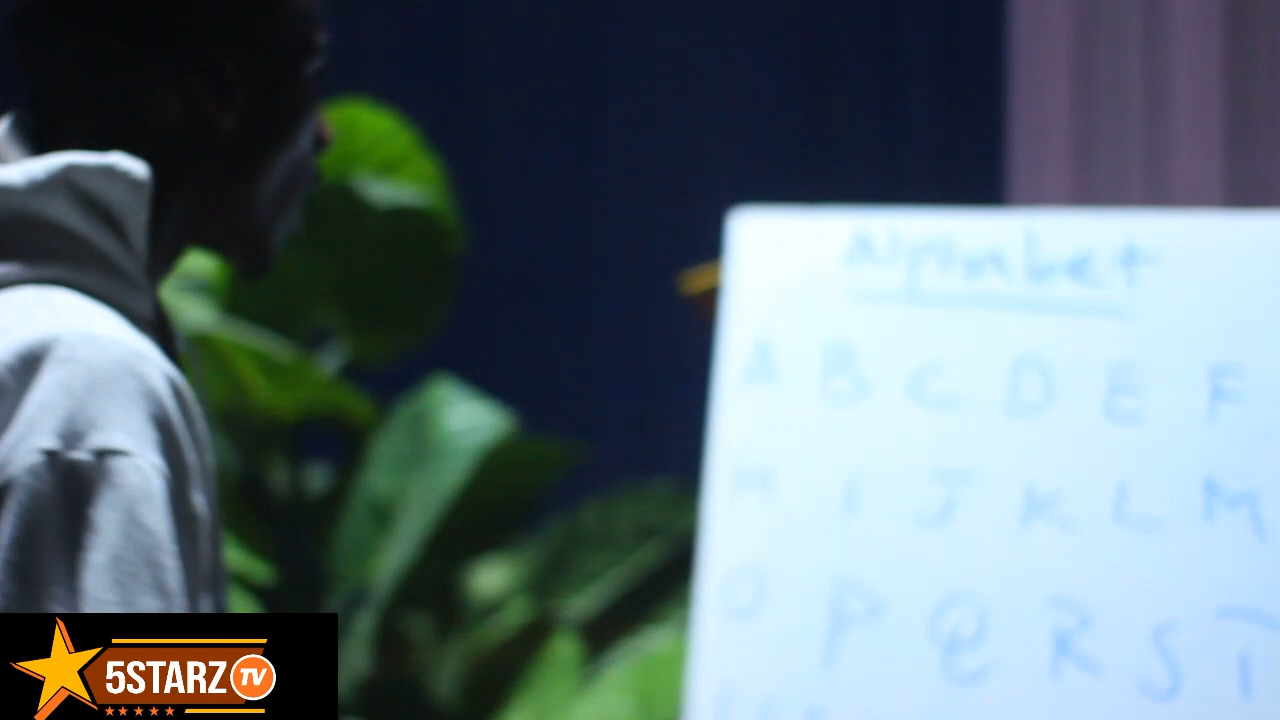 Alphabet
A B C D E F
H I J K L M
O P Q R S T
5STARZ TV